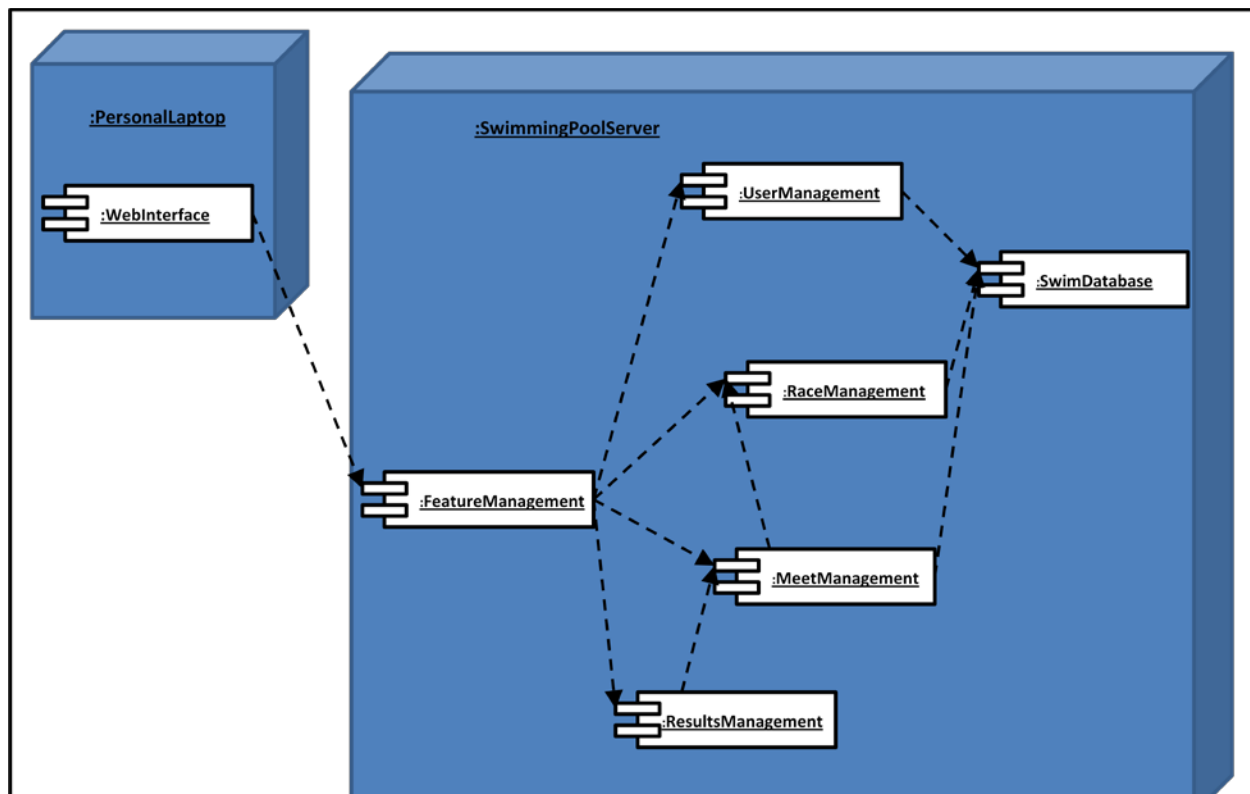 :PersonalLaptop
:WebInterface
:SwimmingPoolServer
:UserManagement
:SwimDatabase
:RaceManagement
:FeatureManagement
:MeetManagement
:ResultsManagement